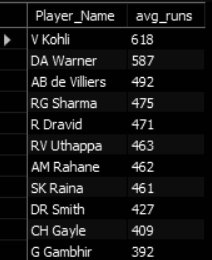 Player_Name avg_runs
V Kohli 618
DA Warner 587
AB de Villiers 492
RG Sharma 475
R Dravid 471
RV Uthappa 463
AM Rahane 462
SK Raina 461
DR Smith 427
CH Gayle 409
G Gambhir 392